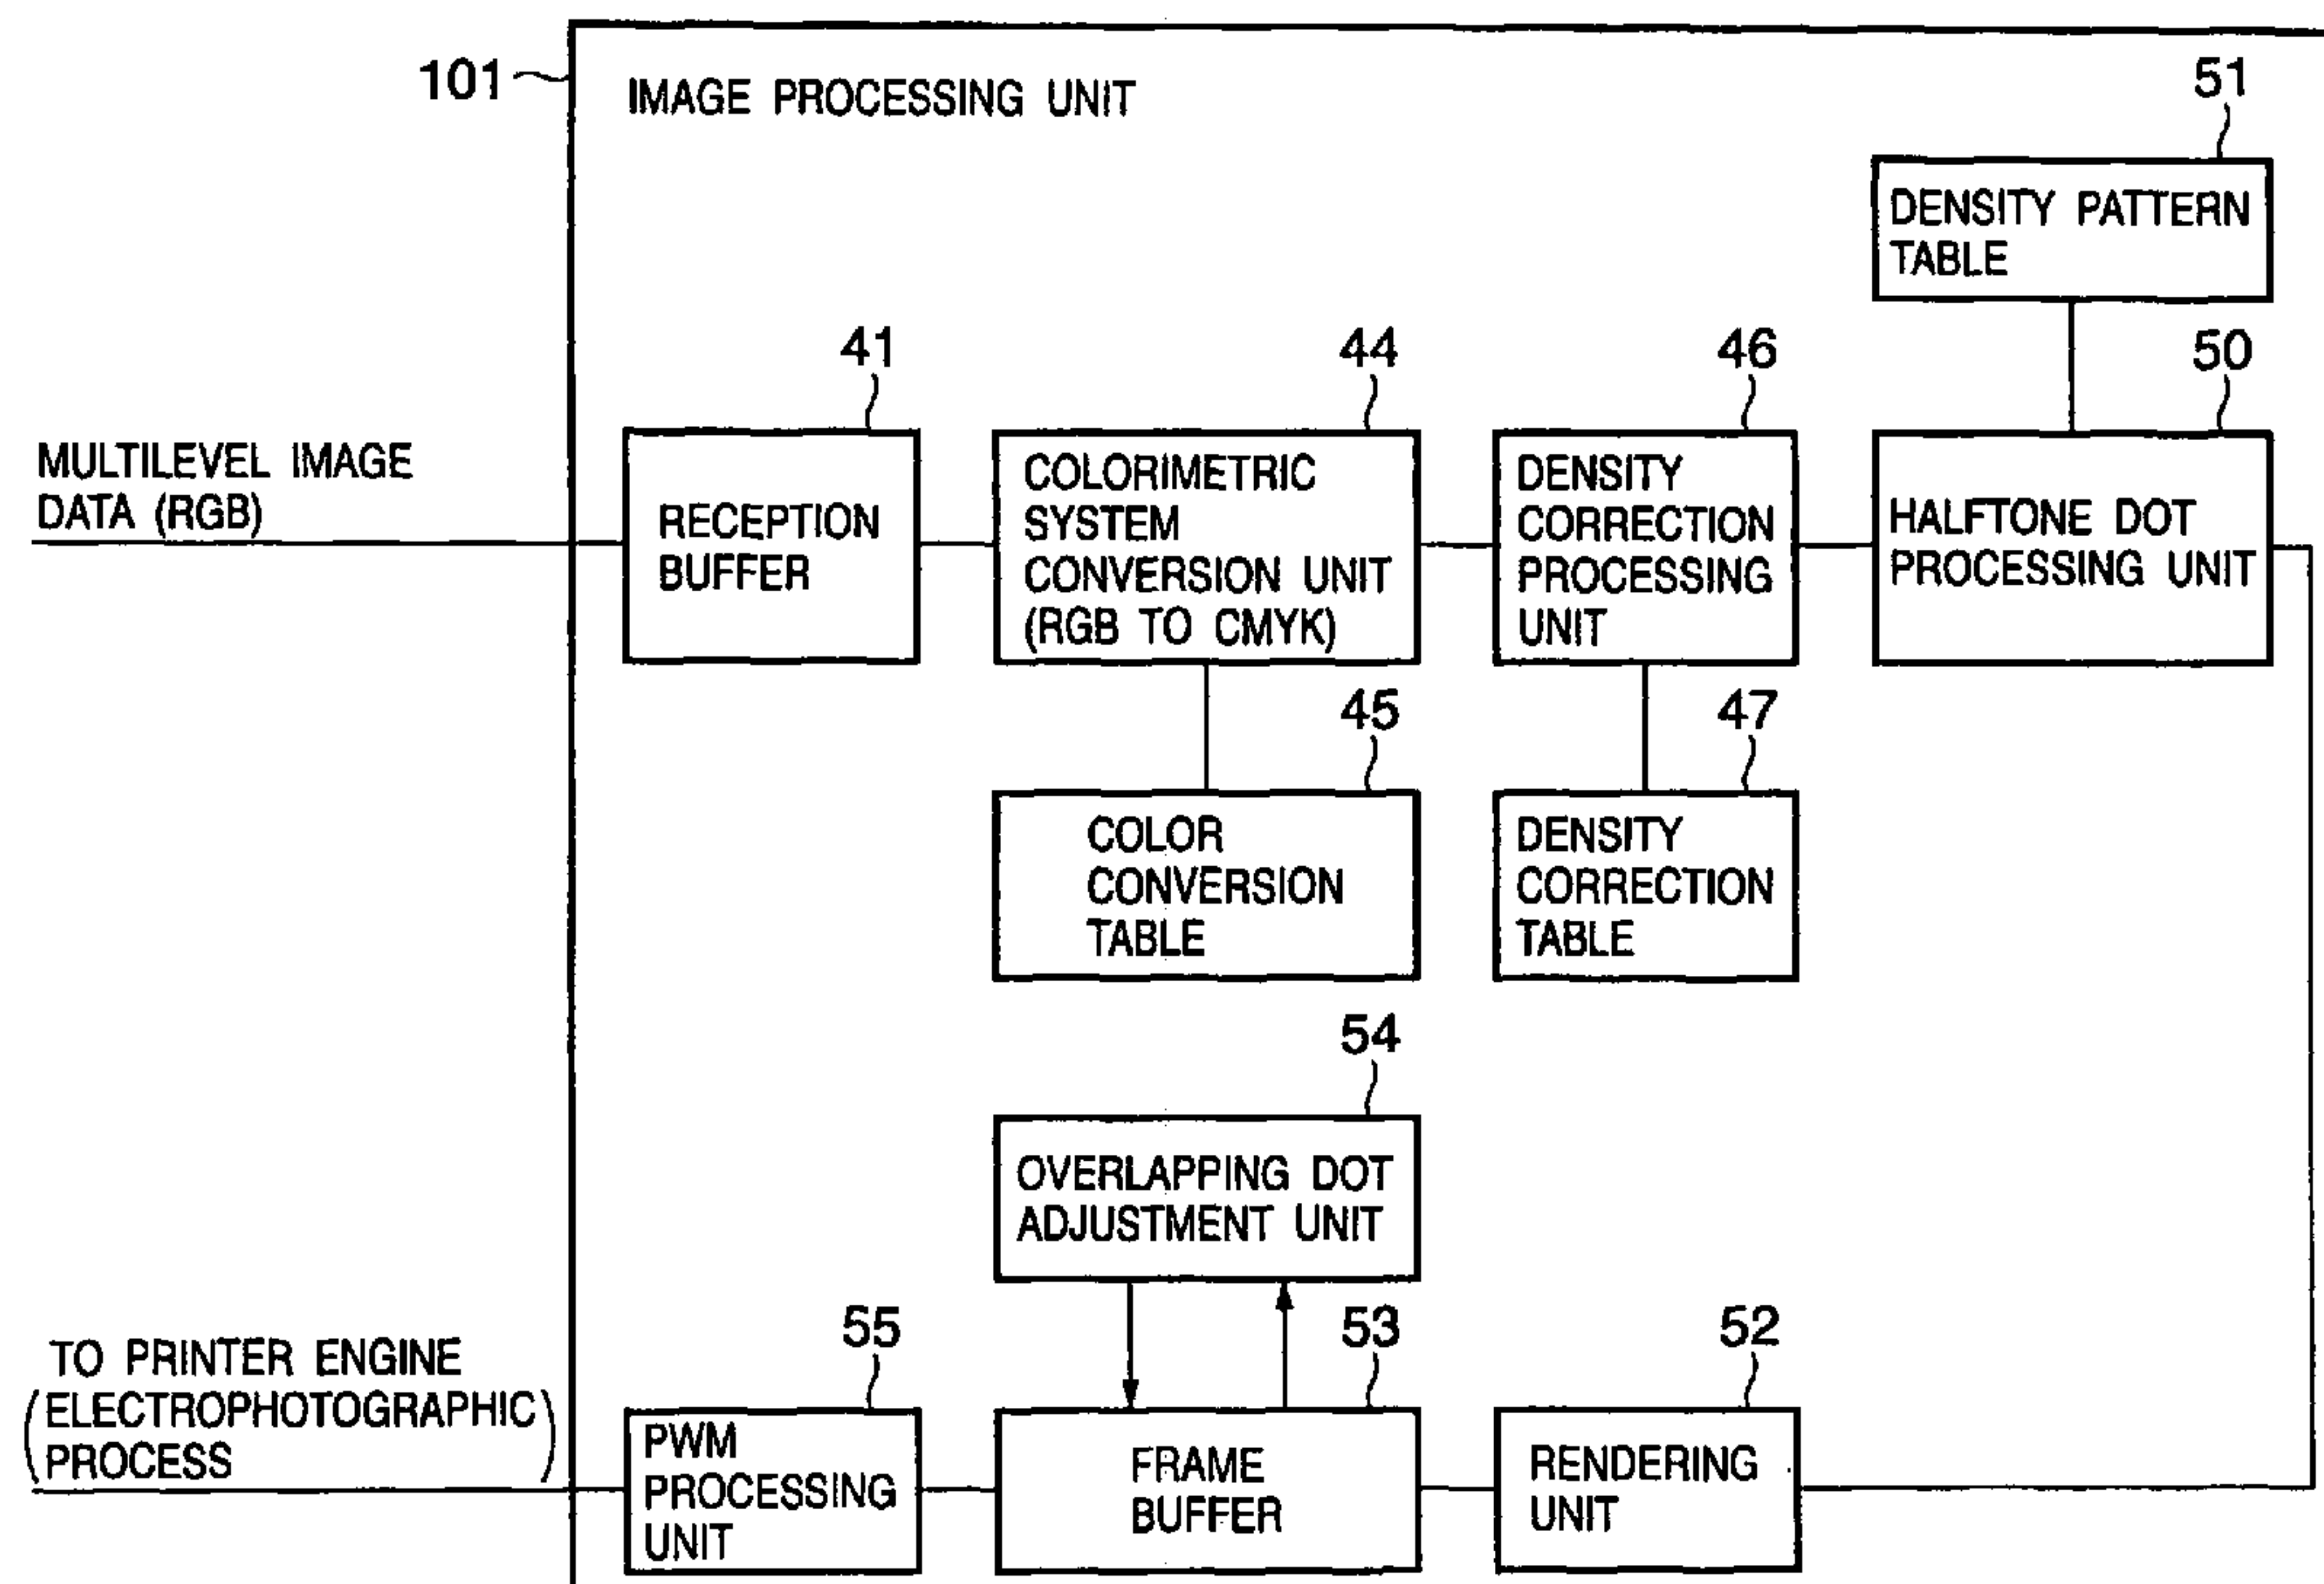 101
IMAGE PROCESSING UNIT
51
DENSITY PATTERN
TABLE
41
44
46
50
MULTILEVEL IMAGE
DATA (RGB)
RECEPTION
BUFFER
COLORIMETRIC
SYSTEM
CONVERSION UNIT
(RGB TO CMYK)
DENSITY
CORRECTION
PROCESSING
UNIT
HALFTONE DOT
PROCESSING UNIT
45
47
COLOR
CONVERSION
TABLE
DENSITY
CORRECTION
TABLE
54
OVERLAPPING DOT
ADJUSTMENT UNIT
55
53
52
TO PRINTER ENGINE
(ELECTROPHOTOGRAPHIC
PROCESS)
PWM
PROCESSING
UNIT
FRAME
BUFFER
RENDERING
UNIT